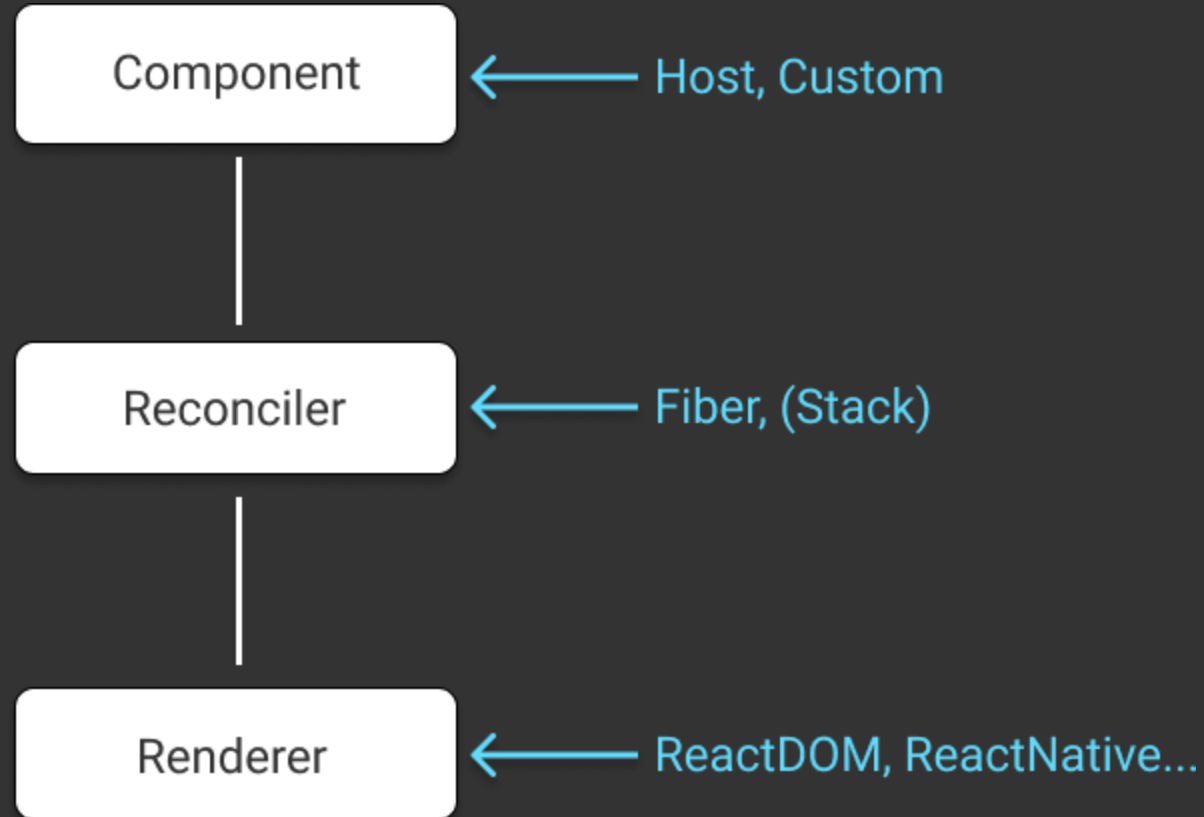 Component
Host, Custom
Reconciler
Fiber, (Stack)
Renderer
ReactDOM, ReactNative...